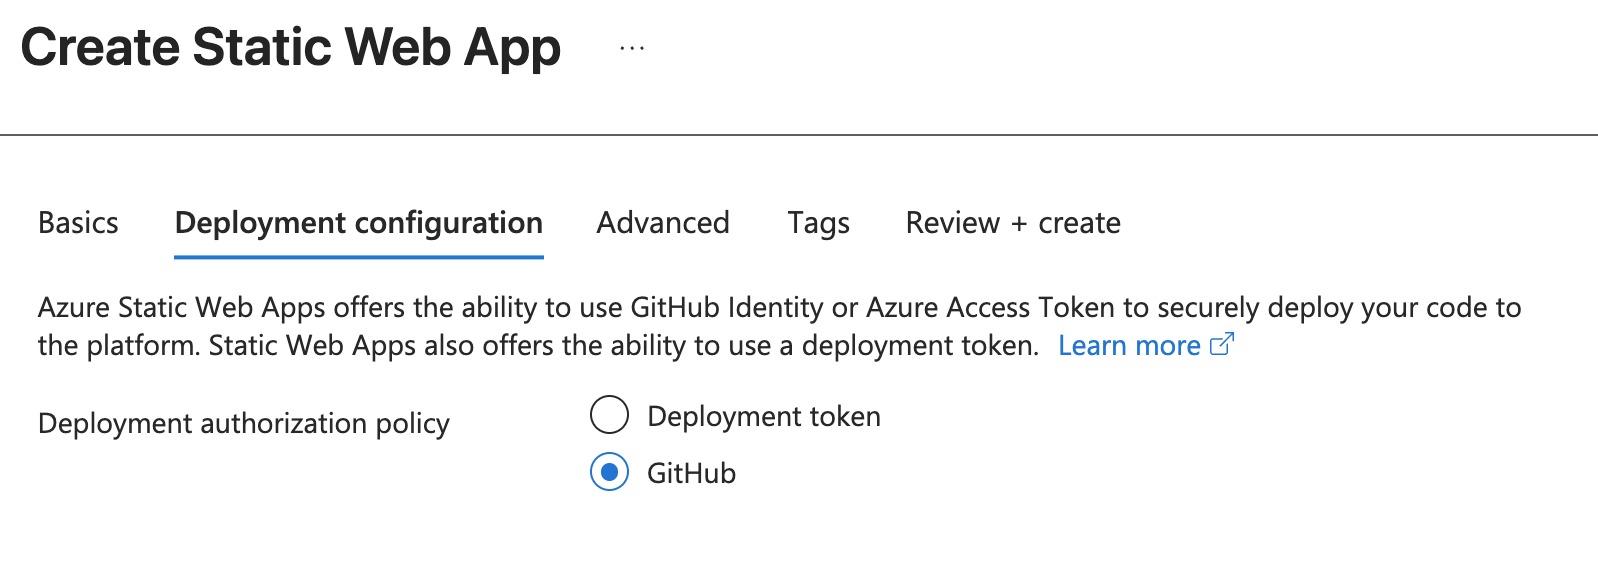 Create Static Web App ...
Basics Deployment configuration Advanced Tags Review + create
Azure Static Web Apps offers the ability to use GitHub Identity or Azure Access Token to securely deploy your code to
the platform. Static Web Apps also offers the ability to use a deployment token. Learn more
Deployment authorization policy
Deployment token
GitHub